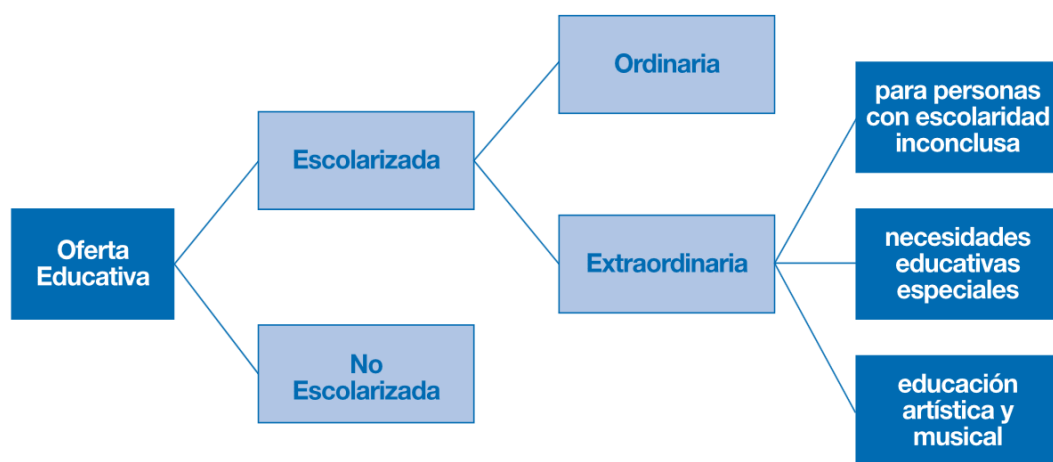 Oferta
Educativa
Escolarizada
No
Escolarizada
Ordinaria
Extraordinaria
para personas
con escolaridad
inconclusa
necesidades
educativas
especiales
educación
artística y
musical